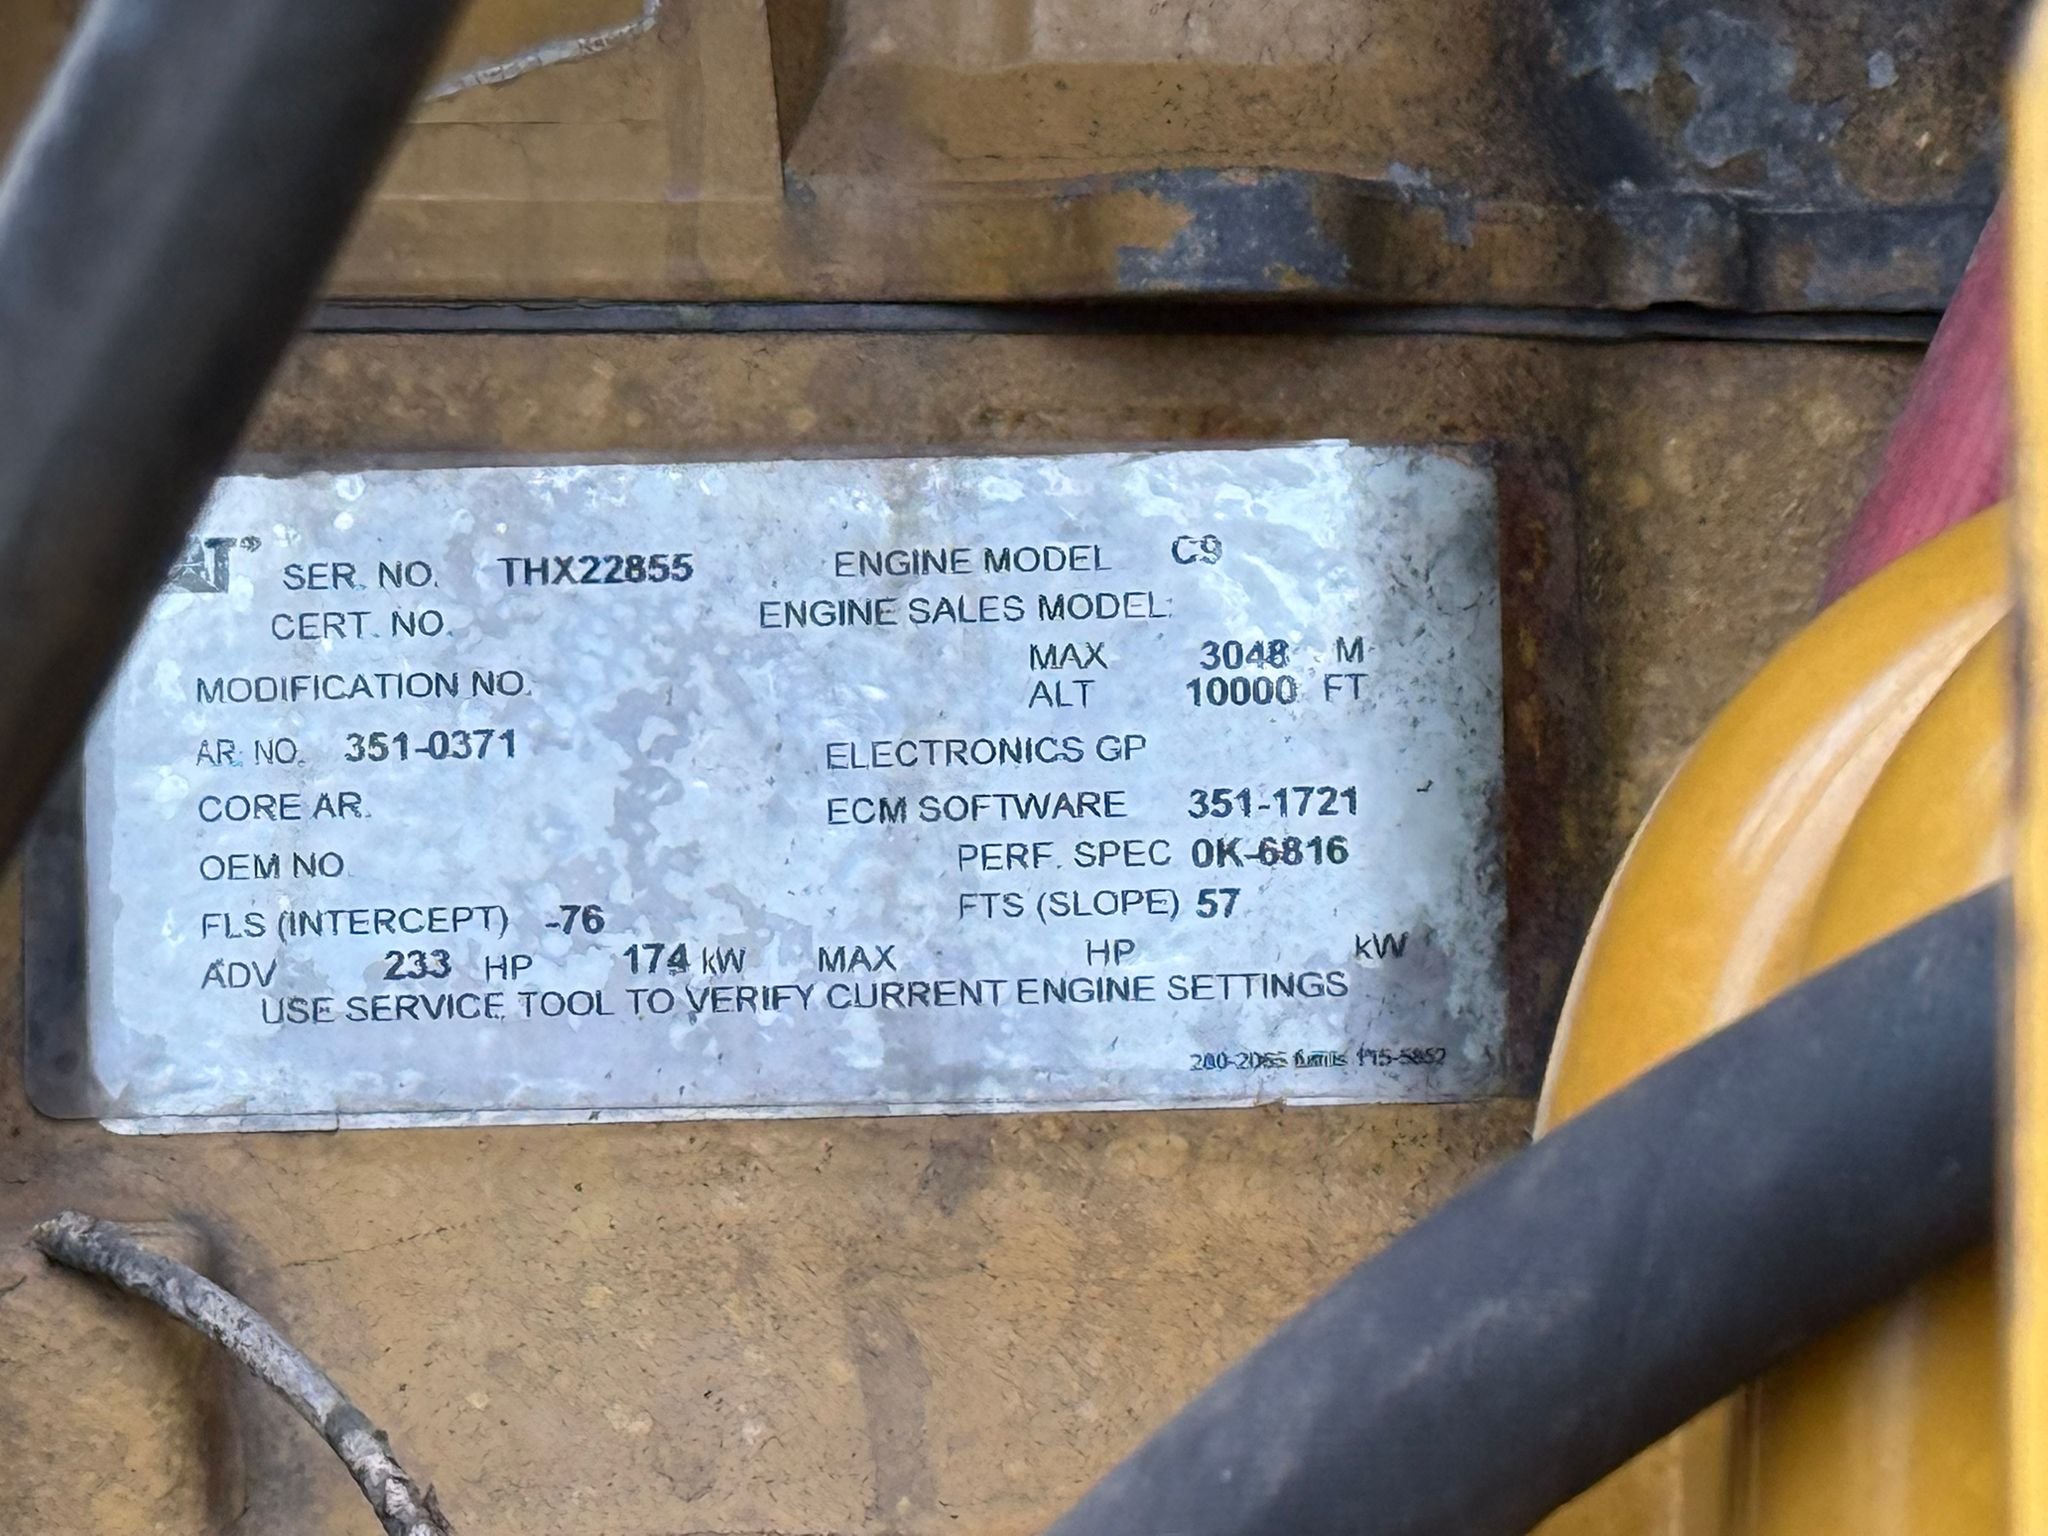 SER. NO. THX22855 ENGINE MODEL C9
CERT. NO. ENGINE SALES MODEL:
MAX 3048 M
MODIFICATION NO. ALT 10000 FT
AR. NO. 351-0371 ELECTRONICS GP
CORE AR. ECM SOFTWARE 351-1721
OEM NO PERF. SPEC 0K-6816
FLS (INTERCEPT) -76 FTS (SLOPE) 57
ADV 233 HP 174 kW MAX HP kW
USE SERVICE TOOL TO VERIFY CURRENT ENGINE SETTINGS